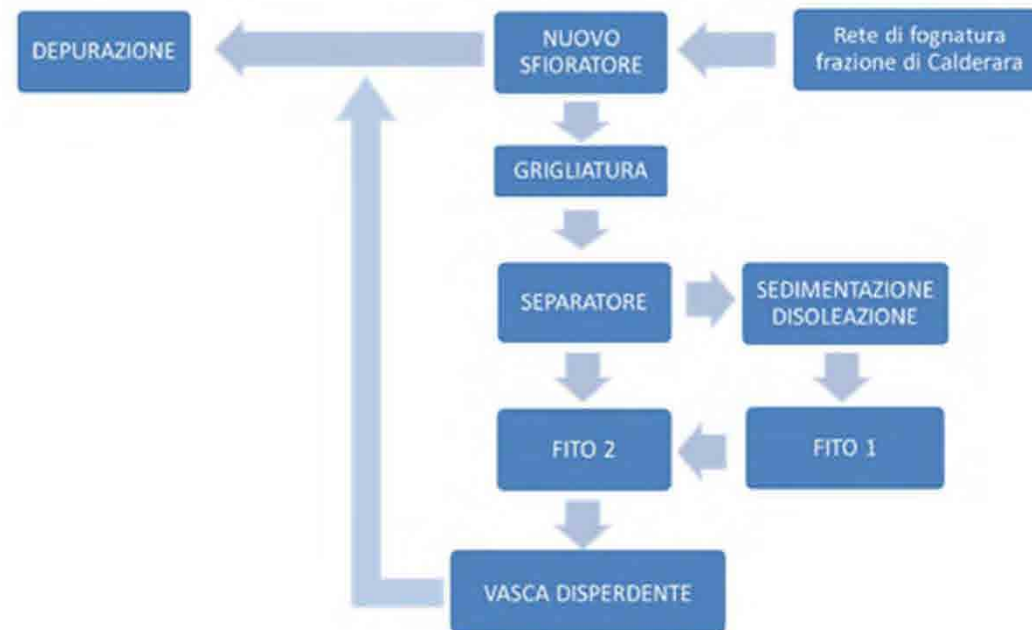 DEPURAZIONE
NUOVO
SFIORATORE
Rete di fognatura
frazione di Calderara
GRIGLIATURA
SEPARATORE
SEDIMENTAZIONE
DISOLEAZIONE
FITO 2
FITO 1
VASCA DISPERDENTE